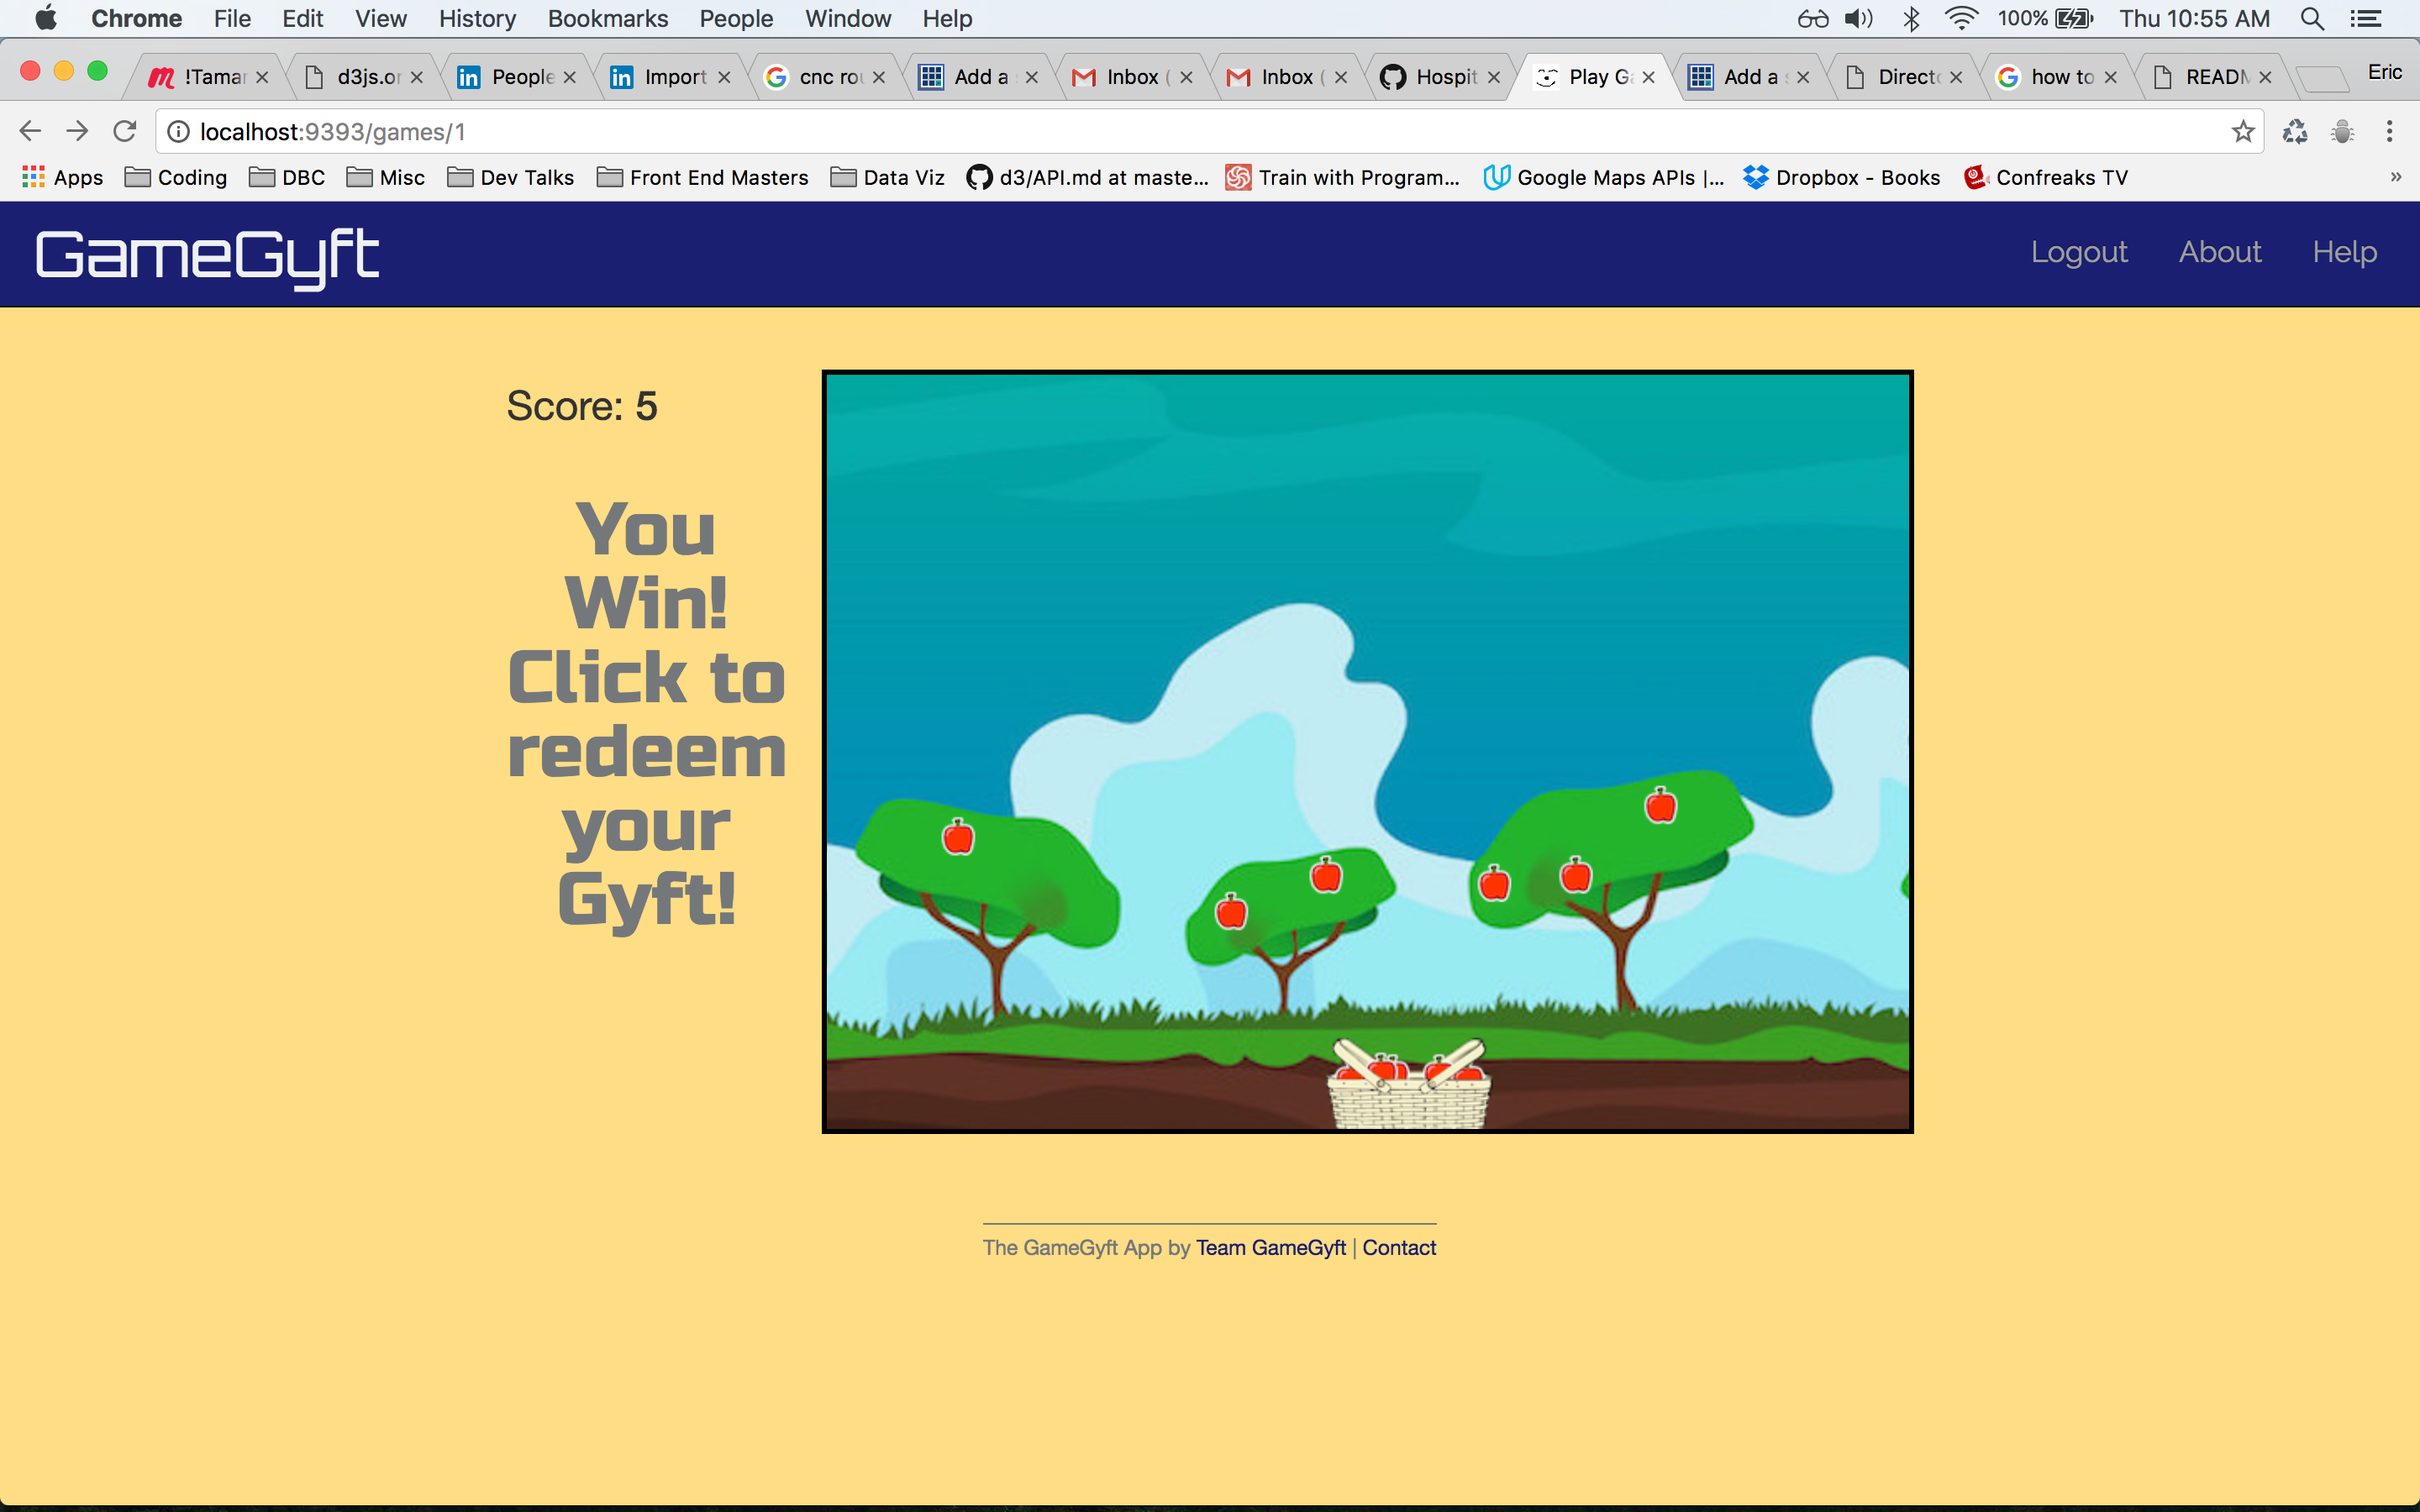 Chrome File Edit View History Bookmarks People Window Help 100% Thu 10:55 AM
!Tamar d3js.or People Import cnc rou Add a s Inbox ( Inbox ( Hospit Play Ga Add a s Directo how to READM Eric
localhost:9393/games/1
Apps Coding DBC Misc Dev Talks Front End Masters Data Viz d3/API.md at maste... Train with Program... Google Maps APIs |... Dropbox - Books Confreaks TV »
GameGyft Logout About Help
Score: 5
You
Win!
Click to
redeem
your
Gyft!
The GameGyft App by Team GameGyft | Contact